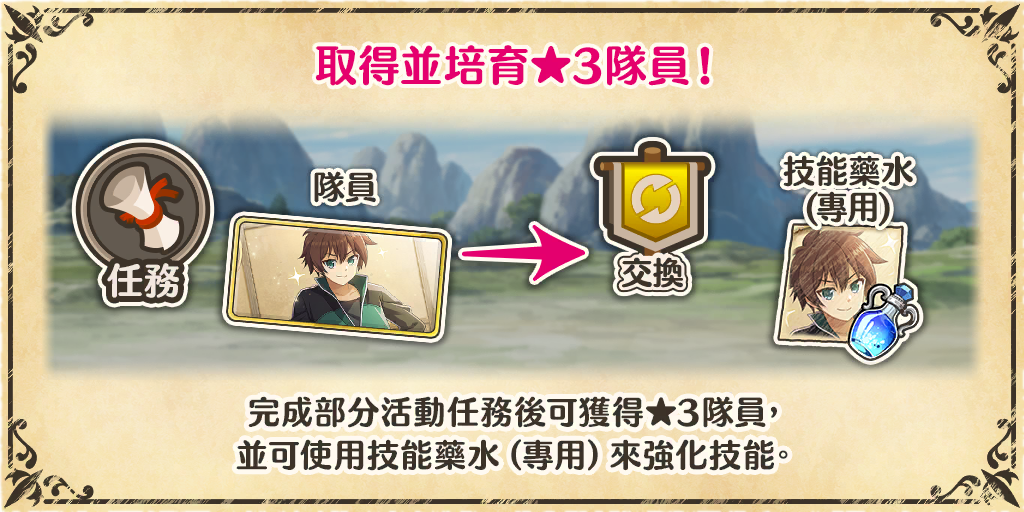 取得並培育★3隊員！
隊員
任務
交換
技能藥水
(專用)
完成部分活動任務後可獲得★3隊員，
並可使用技能藥水（專用）來強化技能。